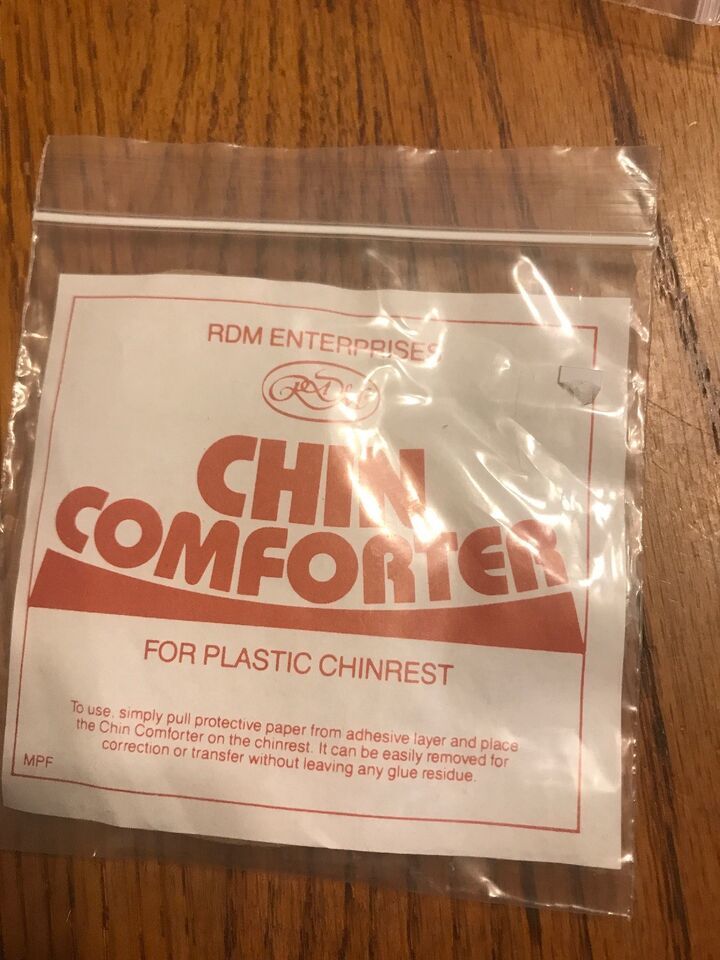 RDM ENTERPRISES
CHIN
COMFORTER
FOR PLASTIC CHINREST
To use, simply pull protective paper from adhesive layer and place
the Chin Comforter on the chinrest. It can be easily removed for
correction or transfer without leaving any glue residue.
MPF